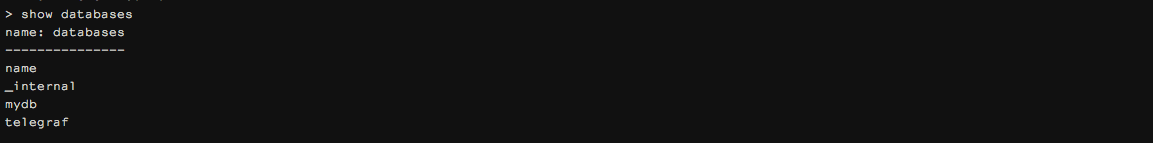 > show databases
name: databases
---------------
name
_internal
mydb
telegraf